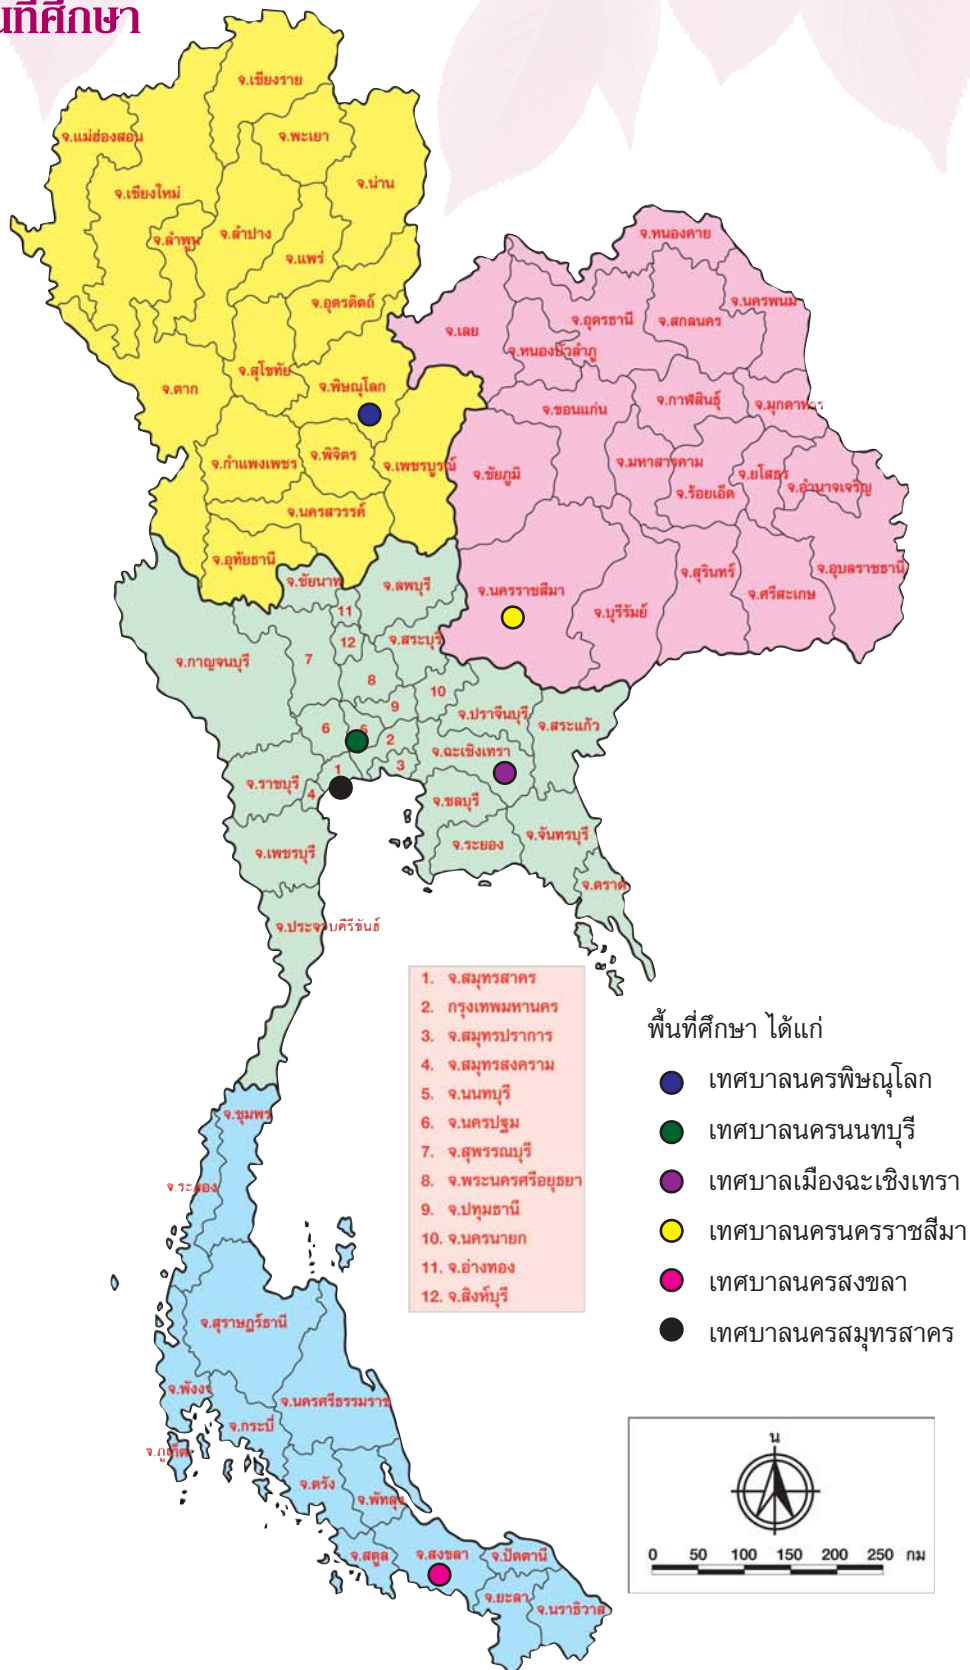 นที่ศึกษา
จ.เชียงราย
จ.แม่ฮ่องสอน
จ.พะเยา
จ.น่าน
จ.เชียงใหม่
จ.ลำพูน
จ.ลำปาง
จ.แพร่
จ.อุตรดิตถ์
จ.ตาก
จ.สุโขทัย
จ.พิษณุโลก
จ.กำแพงเพชร
จ.พิจิตร
จ.เพชรบูรณ์
จ.นครสวรรค์
จ.อุทัยธานี
จ.หนองคาย
จ.เลย
จ.อุดรธานี
จ.สกลนคร
จ.นครพนม
จ.หนองบัวลำภู
จ.ขอนแก่น
จ.กาฬสินธุ์
จ.มุกดาหาร
จ.ชัยภูมิ
จ.มหาสารคาม
จ.ร้อยเอ็ด
จ.ยโสธร
จ.อำนาจเจริญ
จ.นครราชสีมา
จ.บุรีรัมย์
จ.สุรินทร์
จ.ศรีสะเกษ
จ.อุบลราชธานี
จ.ชัยนาท
จ.ลพบุรี
11
12
จ.สระบุรี
จ.กาญจนบุรี
7
8
9
10
จ.ปราจีนบุรี
จ.สระแก้ว
6
5
2
จ.ฉะเชิงเทรา
3
1
4
จ.ราชบุรี
จ.ชลบุรี
จ.ระยอง
จ.จันทรบุรี
จ.ตราด
จ.เพชรบุรี
จ.ประจวบคีรีขันธ์
1. จ.สมุทรสาคร
2. กรุงเทพมหานคร
3. จ.สมุทรปราการ
4. จ.สมุทรสงคราม
5. จ.นนทบุรี
6. จ.นครปฐม
7. จ.สุพรรณบุรี
8. จ.พระนครศรีอยุธยา
9. จ.ปทุมธานี
10. จ.นครนายก
11. จ.อ่างทอง
12. จ.สิงห์บุรี
พื้นที่ศึกษา ได้แก่
เทศบาลนครพิษณุโลก
เทศบาลนครนนทบุรี
เทศบาลเมืองฉะเชิงเทรา
เทศบาลนครนครราชสีมา
เทศบาลนครสงขลา
เทศบาลนครสมุทรสาคร
จ.ชุมพร
จ.ระนอง
จ.สุราษฎร์ธานี
จ.พังงา
จ.นครศรีธรรมราช
จ.กระบี่
จ.ภูเก็ต
จ.ตรัง
จ.พัทลุง
จ.สตูล
จ.สงขลา
จ.ปัตตานี
จ.ยะลา
จ.นราธิวาส
น
0 50 100 150 200 250 กม